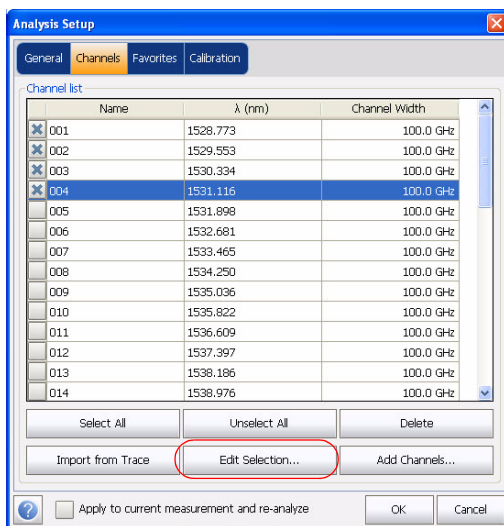 Analysis Setup
General Channels Favorites Calibration
Channel list
Name λ (nm) Channel Width
001 1528.773 100.0 GHz
002 1529.553 100.0 GHz
003 1530.334 100.0 GHz
004 1531.116 100.0 GHz
005 1531.898 100.0 GHz
006 1532.681 100.0 GHz
007 1533.465 100.0 GHz
008 1534.250 100.0 GHz
009 1535.036 100.0 GHz
010 1535.822 100.0 GHz
011 1536.609 100.0 GHz
012 1537.397 100.0 GHz
013 1538.186 100.0 GHz
014 1538.976 100.0 GHz
Select All Unselect All Delete
Import from Trace Edit Selection... Add Channels...
? Apply to current measurement and re-analyze OK Cancel